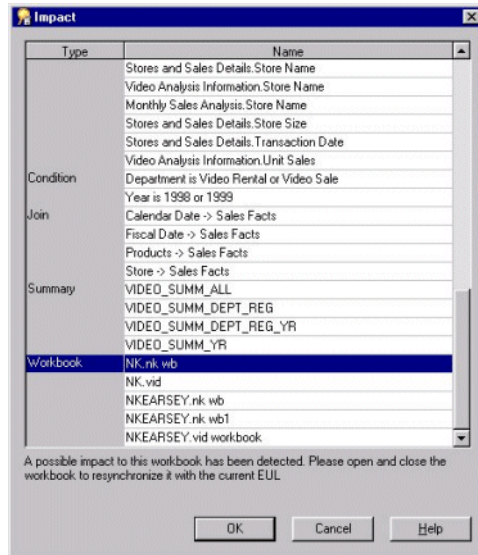 Impact
Type Name
Stores and Sales Details.Store Name
Video Analysis Information.Store Name
Monthly Sales Analysis.Store Name
Stores and Sales Details.Store Size
Stores and Sales Details.Transaction Date
Video Analysis Information.Unit Sales
Condition Department is Video Rental or Video Sale
Year is 1998 or 1999
Join Calendar Date -> Sales Facts
Fiscal Date -> Sales Facts
Products -> Sales Facts
Store -> Sales Facts
Summary VIDEO_SUMM_ALL
VIDEO_SUMM_DEPT_REG
VIDEO_SUMM_DEPT_REG_YR
VIDEO_SUMM_YR
Workbook NK.nk wb
NK.vid
NKEARSEY.nk wb
NKEARSEY.nk wb1
NKEARSEY.vid workbook
A possible impact to this workbook has been detected. Please open and close the
workbook to resynchronize it with the current EUL
OK Cancel Help